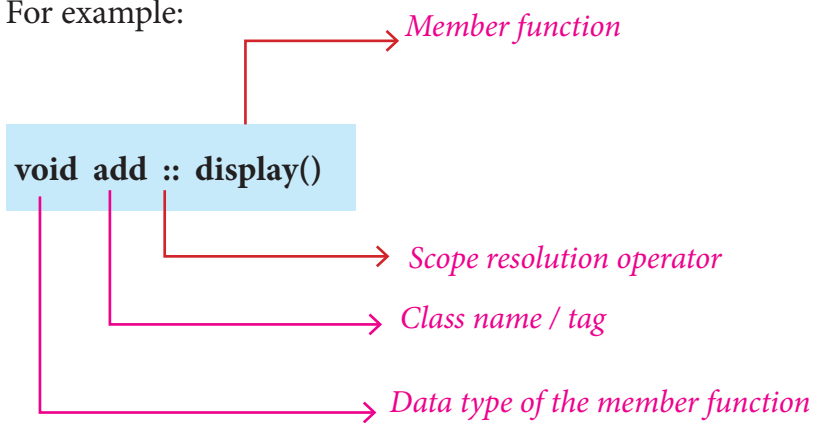 For example:
Member function
void add :: display()
Scope resolution operator
Class name / tag
Data type of the member function